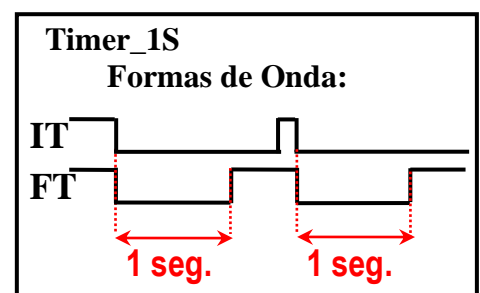 Timer_1S
Formas de Onda:
IT
FT
1 seg. 1 seg.